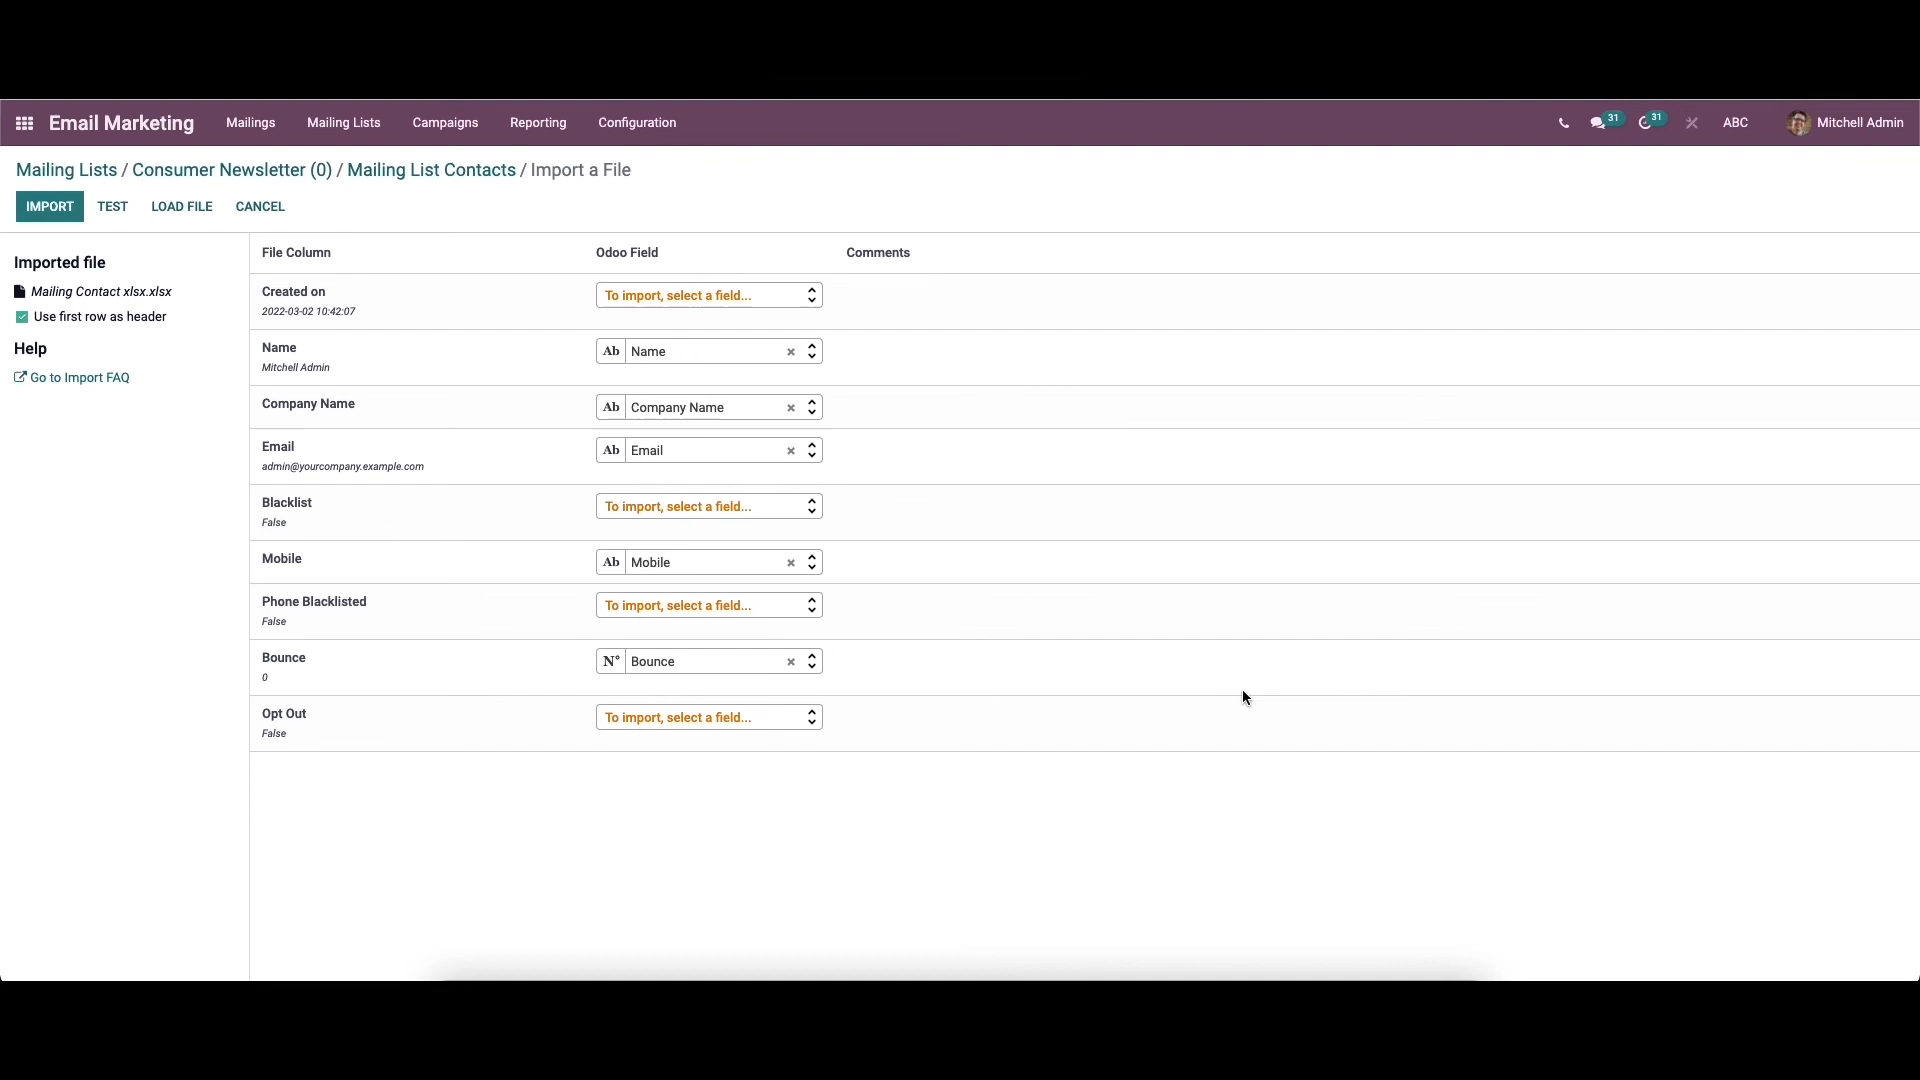 Email Marketing Mailings Mailing Lists Campaigns Reporting Configuration 31 31 ABC Mitchell Admin
Mailing Lists / Consumer Newsletter (0) / Mailing List Contacts / Import a File
IMPORT TEST LOAD FILE CANCEL
Imported file
Mailing Contact xlsx.xlsx
Use first row as header
Help
Go to Import FAQ
File Column Odoo Field Comments
Created on To import, select a field...
2022-03-02 10:42:07
Name Ab Name
Mitchell Admin
Company Name Ab Company Name
Email Ab Email
admin@yourcompany.example.com
Blacklist To import, select a field...
False
Mobile Ab Mobile
Phone Blacklisted To import, select a field...
False
Bounce N° Bounce
0
Opt Out To import, select a field...
False